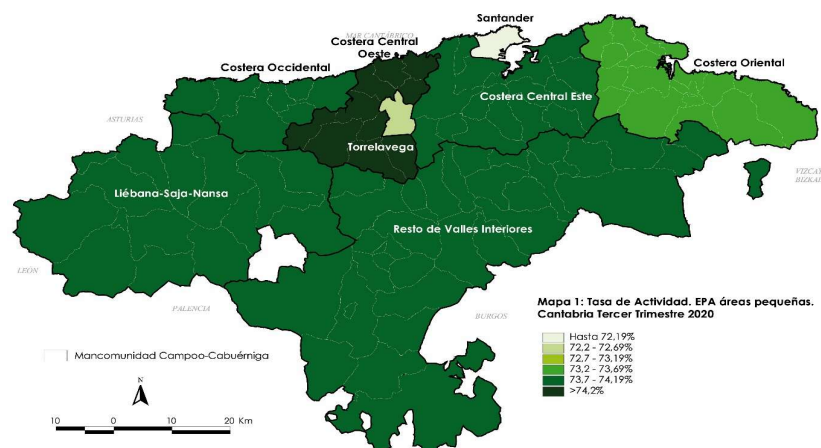 Santander
MAR CANTÁBRICO
Costera Central
Oeste
Costera Occidental
Costera Oriental
Costera Central Este
ASTURIAS
Torrelavega
VIZCAYA
BIZKAIA
Liébana-Saja-Nansa
Resto de Valles Interiores
LEÓN
PALENCIA
BURGOS
Mapa 1: Tasa de Actividad. EPA áreas pequeñas.
Cantabria Tercer Trimestre 2020
Hasta 72,19%
72,2 - 72,69%
72,7 - 73,19%
73,2 - 73,69%
73,7 - 74,19%
>74,2%
Mancomunidad Campoo-Cabuérniga
N
10 0 10 20 Km